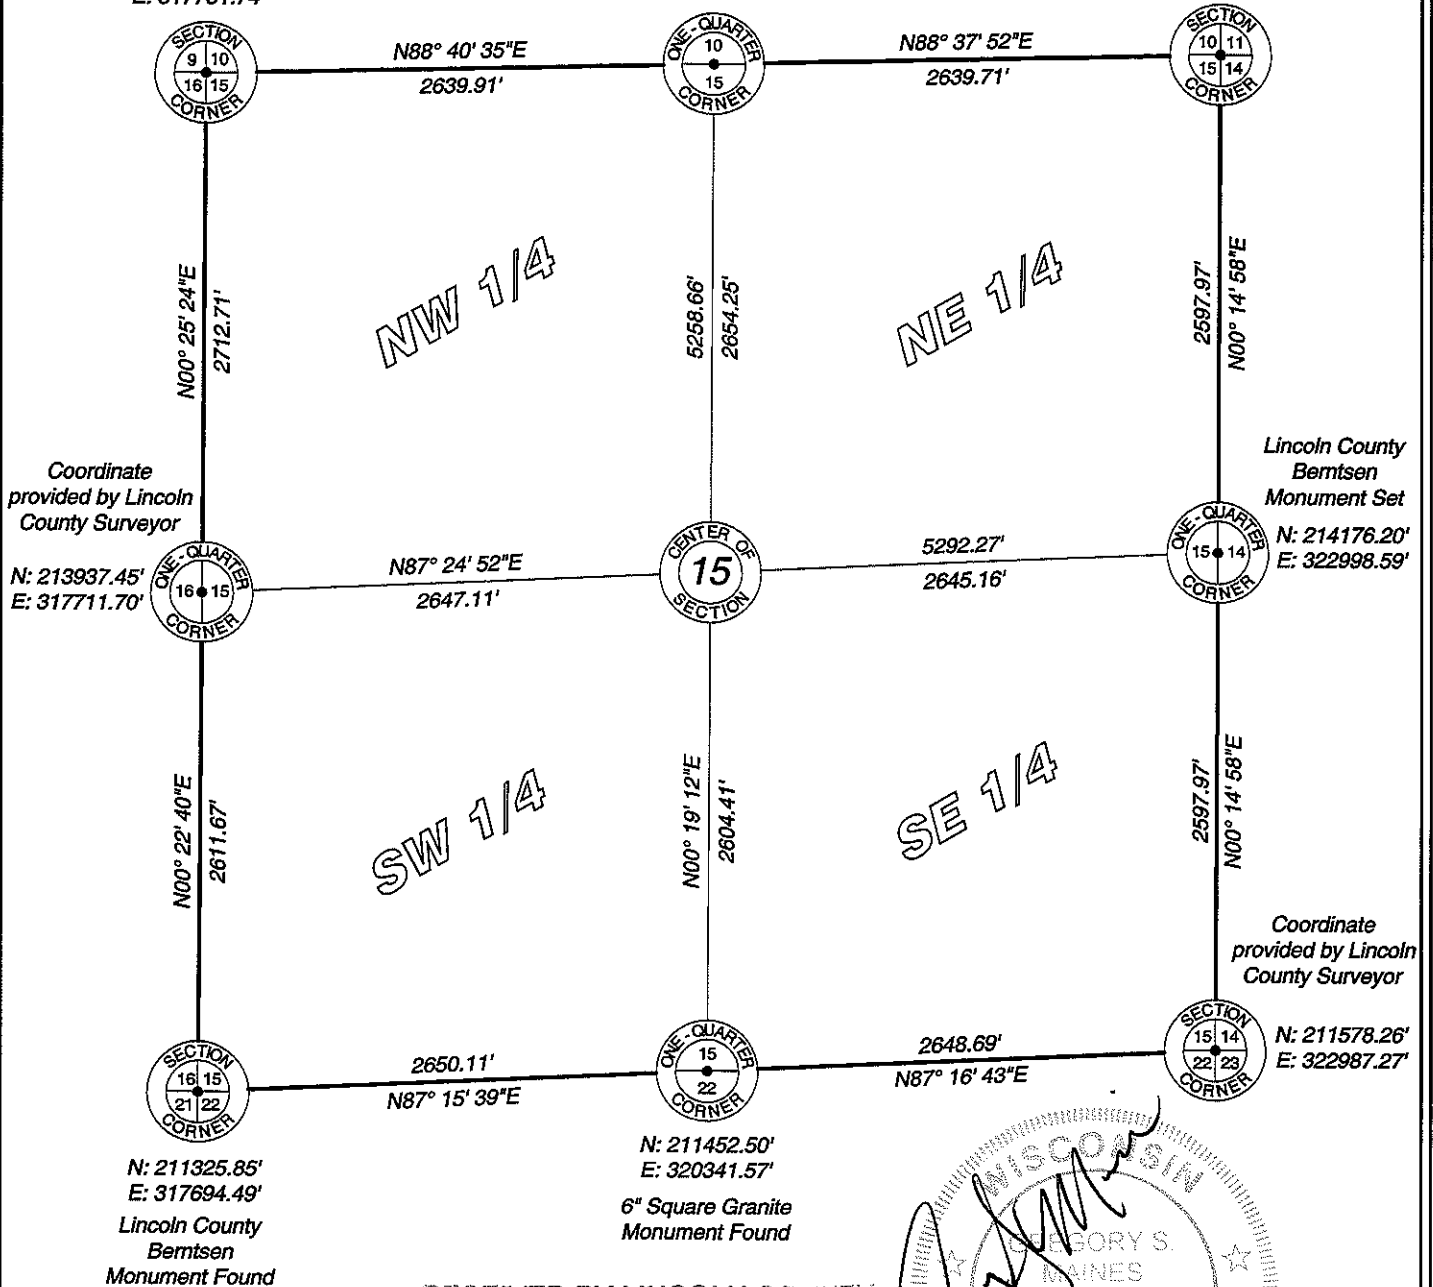 SECTION
9 10
16 15
CORNER
N88° 40' 35"E
2639.91'
ONE-QUARTER
10
15
CORNER
N88° 37' 52"E
2639.71'
SECTION
10 11
15 14
CORNER
N00° 25' 24"E
2712.71'
NW 1/4
5258.66'
2654.25'
NE 1/4
2597.97'
N00° 14' 58"E
Coordinate
provided by Lincoln
County Surveyor
N: 213937.45'
E: 317711.70'
ONE-QUARTER
16 15
CORNER
N87° 24' 52"E
2647.11'
CENTER OF
15
SECTION
5292.27'
2645.16'
Lincoln County
Berntsen
Monument Set
ONE-QUARTER
15 14
CORNER
N: 214176.20'
E: 322998.59'
N00° 22' 40"E
2611.67'
SW 1/4
N00° 19' 12"E
2604.41'
SE 1/4
2597.97'
N00° 14' 58"E
Coordinate
provided by Lincoln
County Surveyor
SECTION
16 15
21 22
CORNER
2650.11'
N87° 15' 39"E
ONE-QUARTER
15
22
CORNER
2648.69'
N87° 16' 43"E
SECTION
15 14
22 23
CORNER
N: 211578.26'
E: 322987.27'
N: 211325.85'
E: 317694.49'
Lincoln County
Berntsen
Monument Found
N: 211452.50'
E: 320341.57'
6" Square Granite
Monument Found
WISCONSIN
GREGORY S.
MAINES